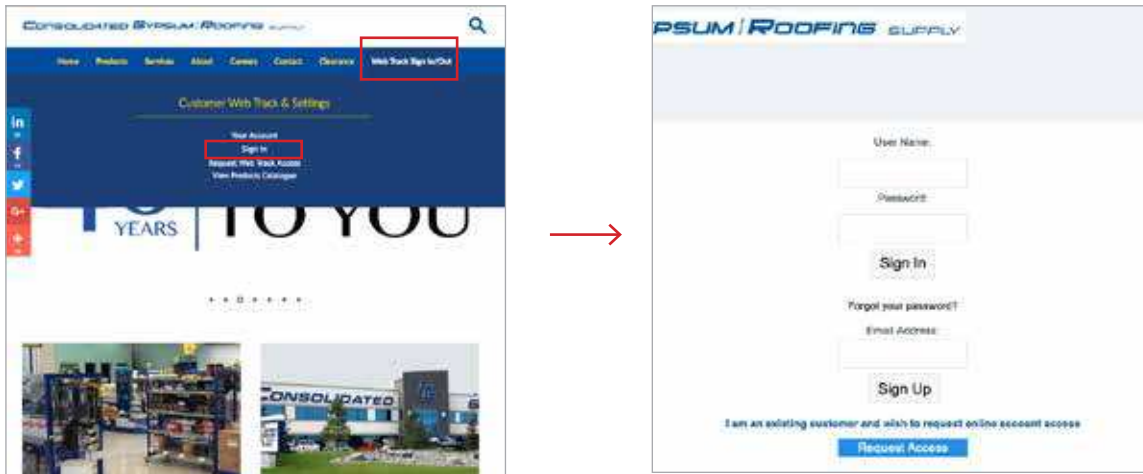 CONSOLIDATED GYPSUM | ROOFING SUPPLY
Home Products Services About Careers Contact Clearance Web Track Sign In/Out
Customer Web Track & Settings
Your Account
Sign In
Request Web Track Access
View Products Catalogue
in
f
G+
+
YEARS
TO YOU
CONSOLIDATED
PSUM | ROOFING SUPPLY
User Name:
Password:
Sign In
Forgot your password?
Email Address:
Sign Up
I am an existing customer and wish to request online account access
Request Access